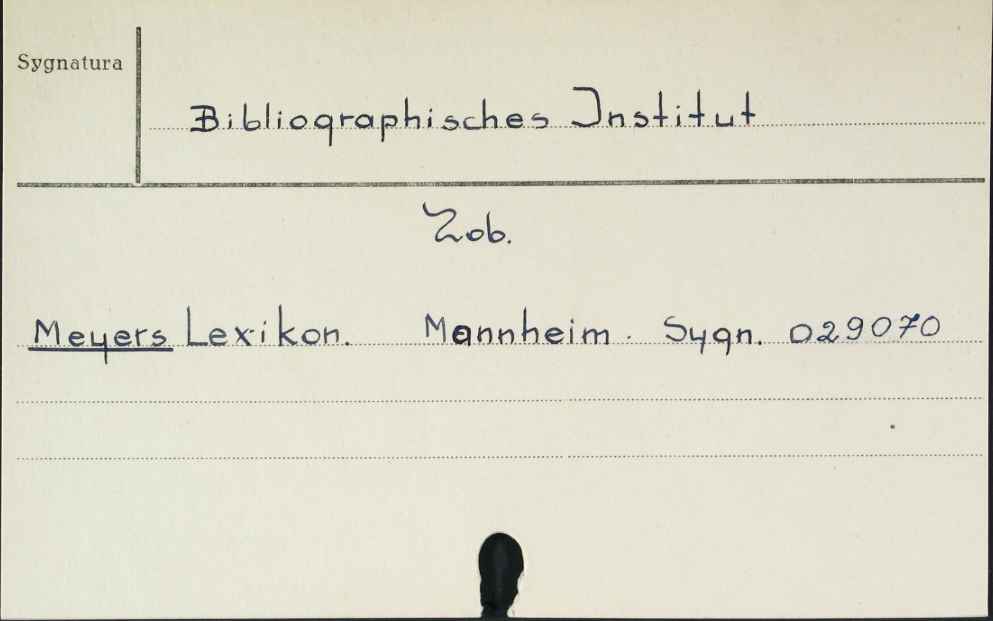 Sygnatura
Bibliographisches Institut
Zob.
Meyers Lexikon. Mannheim. Sygn. 029070